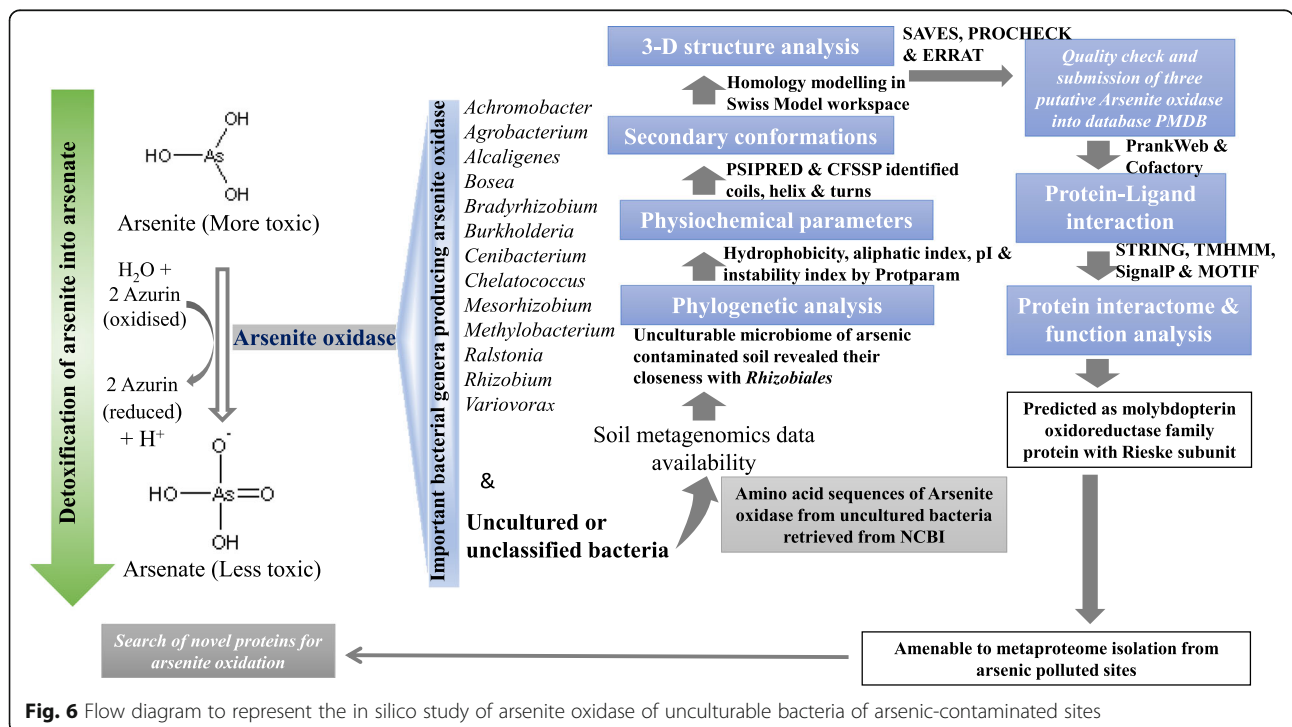 Detoxification of arsenite into arsenate
OH
HO
As
OH
Arsenite (More toxic)
H₂O +
2 Azurin
(oxidised)
2 Azurin
(reduced)
+ H⁺
O⁻
HO
As
O
OH
Arsenate (Less toxic)
Arsenite oxidase
Important bacterial genera producing arsenite oxidase
Achromobacter
Agrobacterium
Alcaligenes
Bosea
Bradyrhizobium
Burkholderia
Cenibacterium
Chelatococcus
Mesorhizobium
Methylobacterium
Ralstonia
Rhizobium
Variovorax
&
Uncultured or
unclassified bacteria
Amino acid sequences of Arsenite
oxidase from uncultured bacteria
retrieved from NCBI
Soil metagenomics data
availability
Unculturable microbiome of arsenic
contaminated soil revealed their
closeness with Rhizobiales
Phylogenetic analysis
Hydrophobicity, aliphatic index, pI &
instability index by Protparam
Physiochemical parameters
PSIPRED & CFSSP identified
coils, helix & turns
Secondary conformations
Homology modelling in
Swiss Model workspace
3-D structure analysis
SAVES, PROCHECK
& ERRAT
Quality check and
submission of three
putative Arsenite oxidase
into database PMDB
PrankWeb &
Cofactory
Protein-Ligand
interaction
STRING, TMHMM,
SignalP & MOTIF
Protein interactome &
function analysis
Predicted as molybdopterin
oxidoreductase family
protein with Rieske subunit
Amenable to metaproteome isolation from
arsenic polluted sites
Search of novel proteins for
arsenite oxidation
Fig. 6 Flow diagram to represent the in silico study of arsenite oxidase of unculturable bacteria of arsenic-contaminated sites